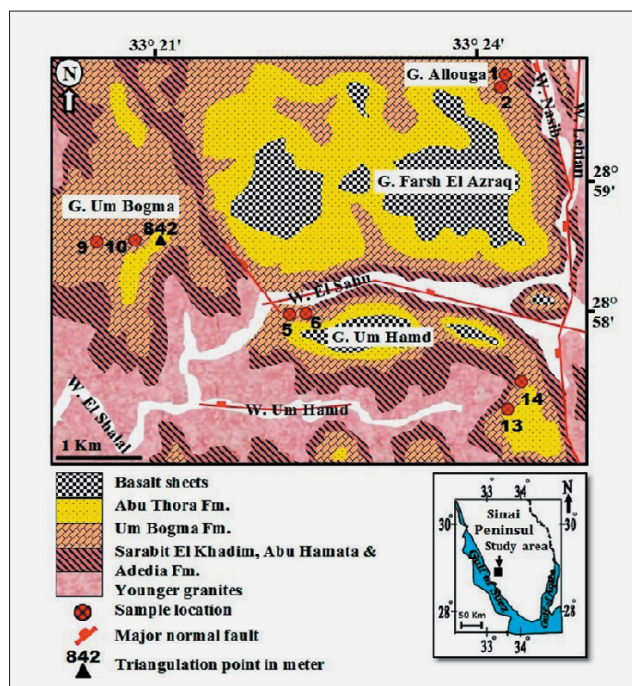 33° 21'
33° 24'
N
G. Allouga
1
2
W. Nasib
W. Lehian
G. Farsh El Azraq
28°
59'
G. Um Bogma
842
9
10
W. El Sahu
28°
58'
5
6
G. Um Hamd
W. El Shalal
W. Um Hamd
14
13
1 Km
Basalt sheets
Abu Thora Fm.
Um Bogma Fm.
Sarabit El Khadim, Abu Hamata &
Adedia Fm.
Younger granites
Sample location
Major normal fault
842
Triangulation point in meter
33° 34°
N
Sinai
Peninsul
Study area
30°
30°
Gulf of Suez
Gulf of Aqaba
28°
28°
50 Km
33
34